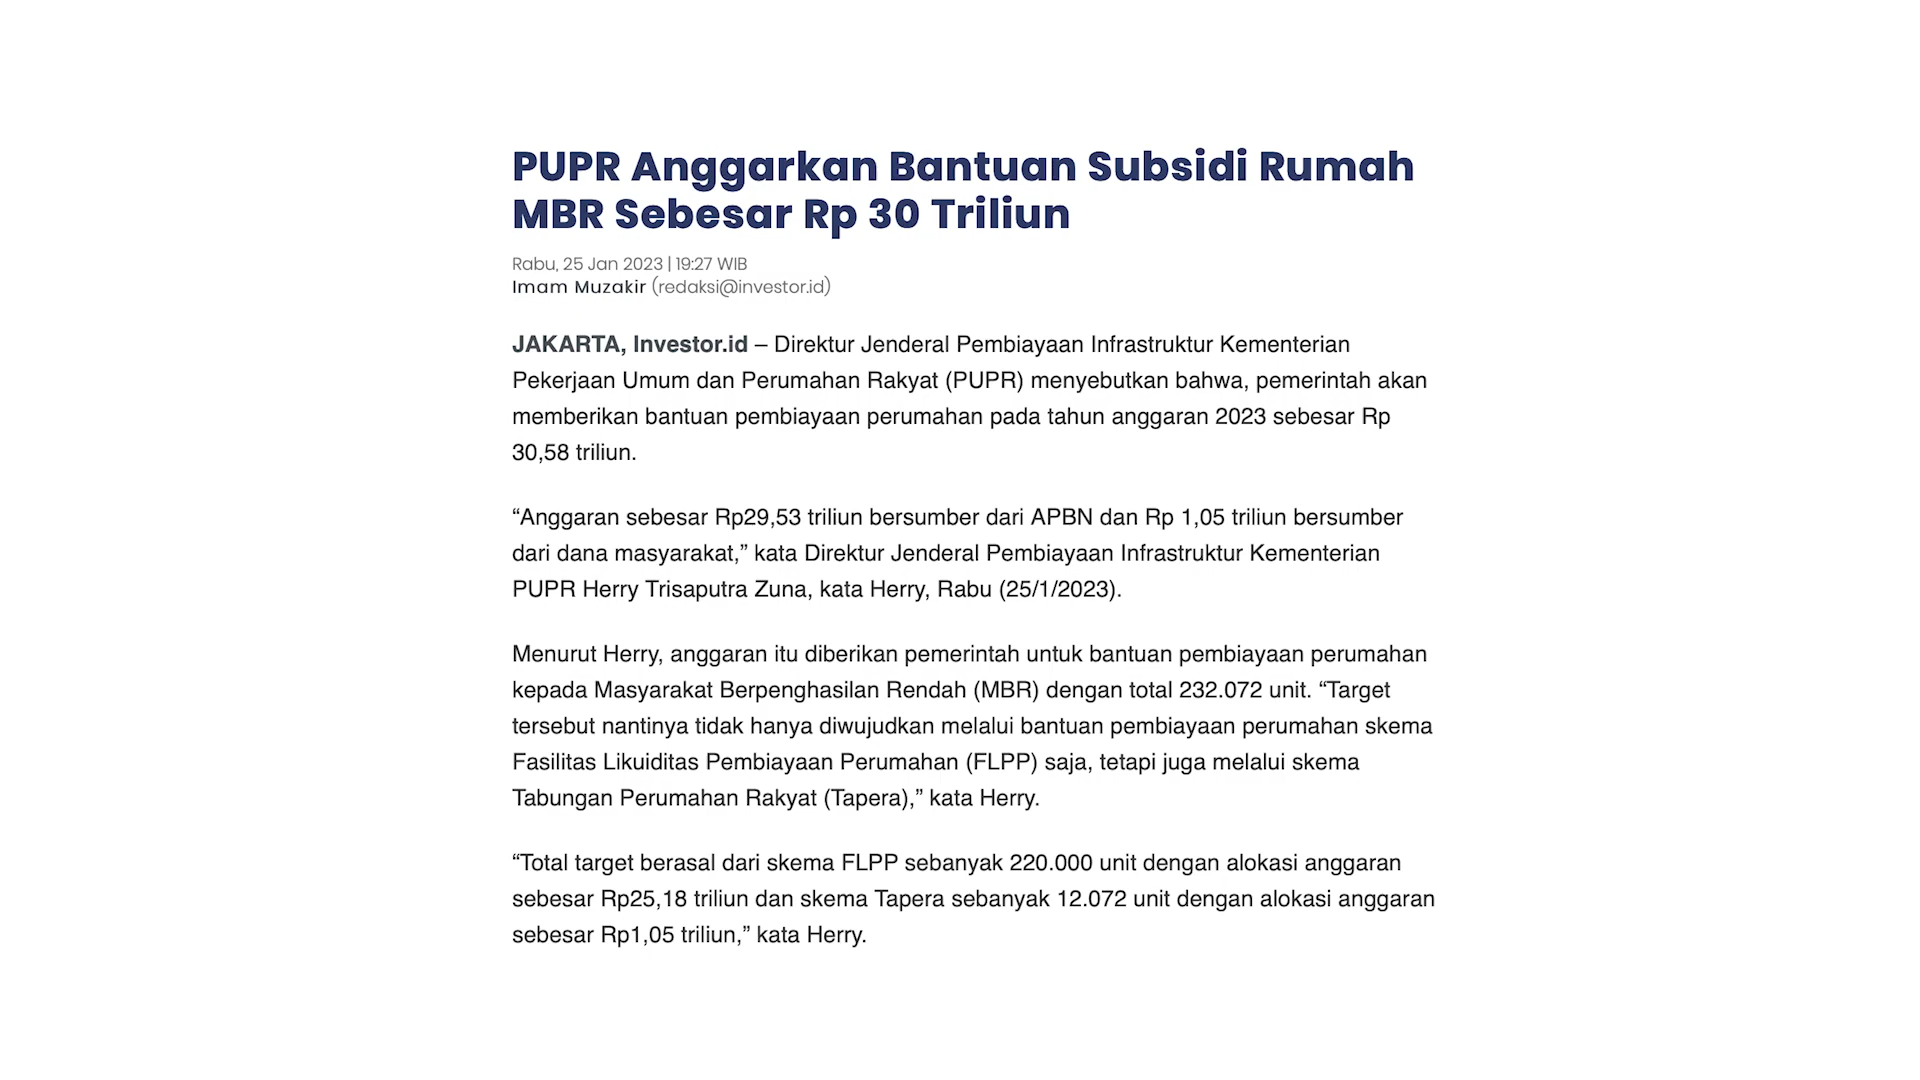 PUPR Anggarkan Bantuan Subsidi Rumah
MBR Sebesar Rp 30 Triliun
Rabu, 25 Jan 2023 | 19:27 WIB
Imam Muzakir (redaksi@investor.id)
JAKARTA, Investor.id – Direktur Jenderal Pembiayaan Infrastruktur Kementerian
Pekerjaan Umum dan Perumahan Rakyat (PUPR) menyebutkan bahwa, pemerintah akan
memberikan bantuan pembiayaan perumahan pada tahun anggaran 2023 sebesar Rp
30,58 triliun.
“Anggaran sebesar Rp29,53 triliun bersumber dari APBN dan Rp 1,05 triliun bersumber
dari dana masyarakat,” kata Direktur Jenderal Pembiayaan Infrastruktur Kementerian
PUPR Herry Trisaputra Zuna, kata Herry, Rabu (25/1/2023).
Menurut Herry, anggaran itu diberikan pemerintah untuk bantuan pembiayaan perumahan
kepada Masyarakat Berpenghasilan Rendah (MBR) dengan total 232.072 unit. “Target
tersebut nantinya tidak hanya diwujudkan melalui bantuan pembiayaan perumahan skema
Fasilitas Likuiditas Pembiayaan Perumahan (FLPP) saja, tetapi juga melalui skema
Tabungan Perumahan Rakyat (Tapera),” kata Herry.
“Total target berasal dari skema FLPP sebanyak 220.000 unit dengan alokasi anggaran
sebesar Rp25,18 triliun dan skema Tapera sebanyak 12.072 unit dengan alokasi anggaran
sebesar Rp1,05 triliun,” kata Herry.